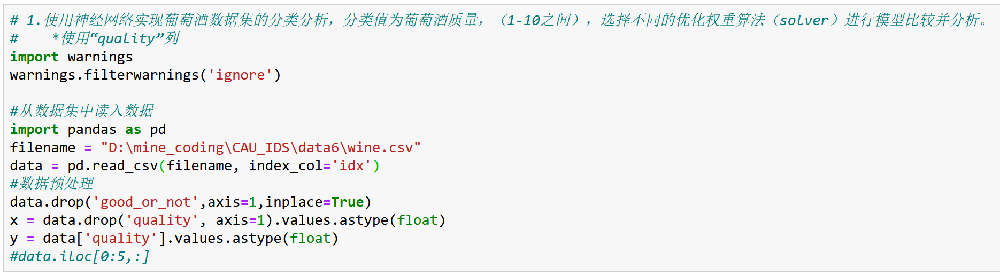 # 1.使用神经网络实现葡萄酒数据集的分类分析，分类值为葡萄酒质量，（1-10之间），选择不同的优化权重算法（solver）进行模型比较并分析。
#    *使用“quality”列
import warnings
warnings.filterwarnings('ignore')
#从数据集中读入数据
import pandas as pd
filename = "D:\mine_coding\CAU_IDS\data6\wine.csv"
data = pd.read_csv(filename, index_col='idx')
#数据预处理
data.drop('good_or_not',axis=1,inplace=True)
x = data.drop('quality', axis=1).values.astype(float)
y = data['quality'].values.astype(float)
#data.iloc[0:5,:]